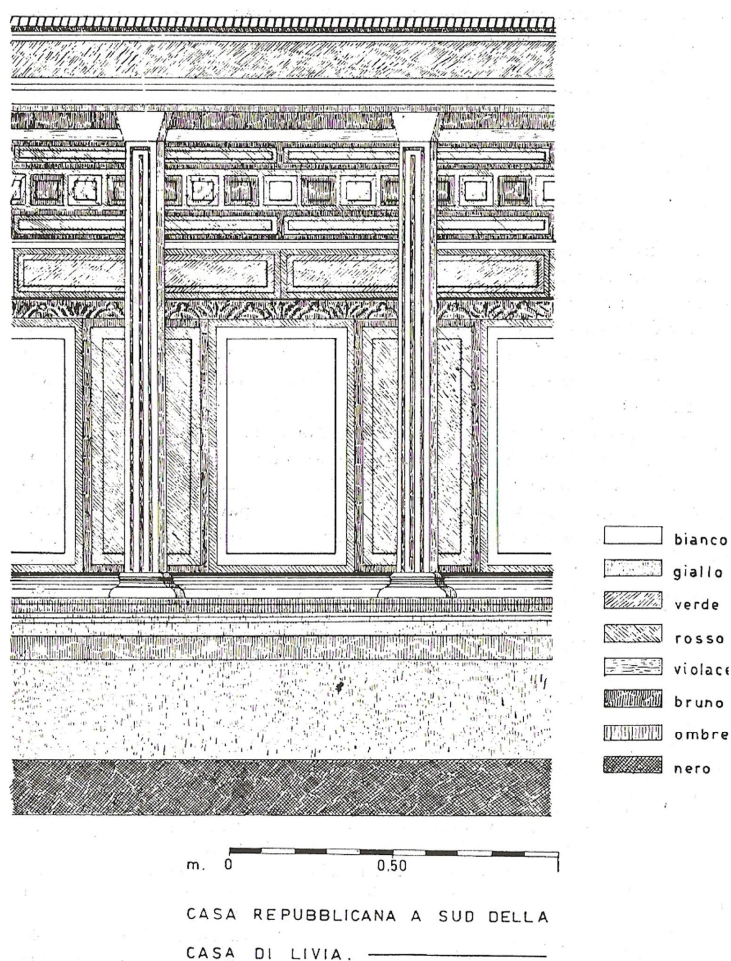 bianco
giallo
verde
rosso
violace
bruno
ombre
nero
m. 0 0.50 1
CASA REPUBBLICANA A SUD DELLA
CASA DI LIVIA.